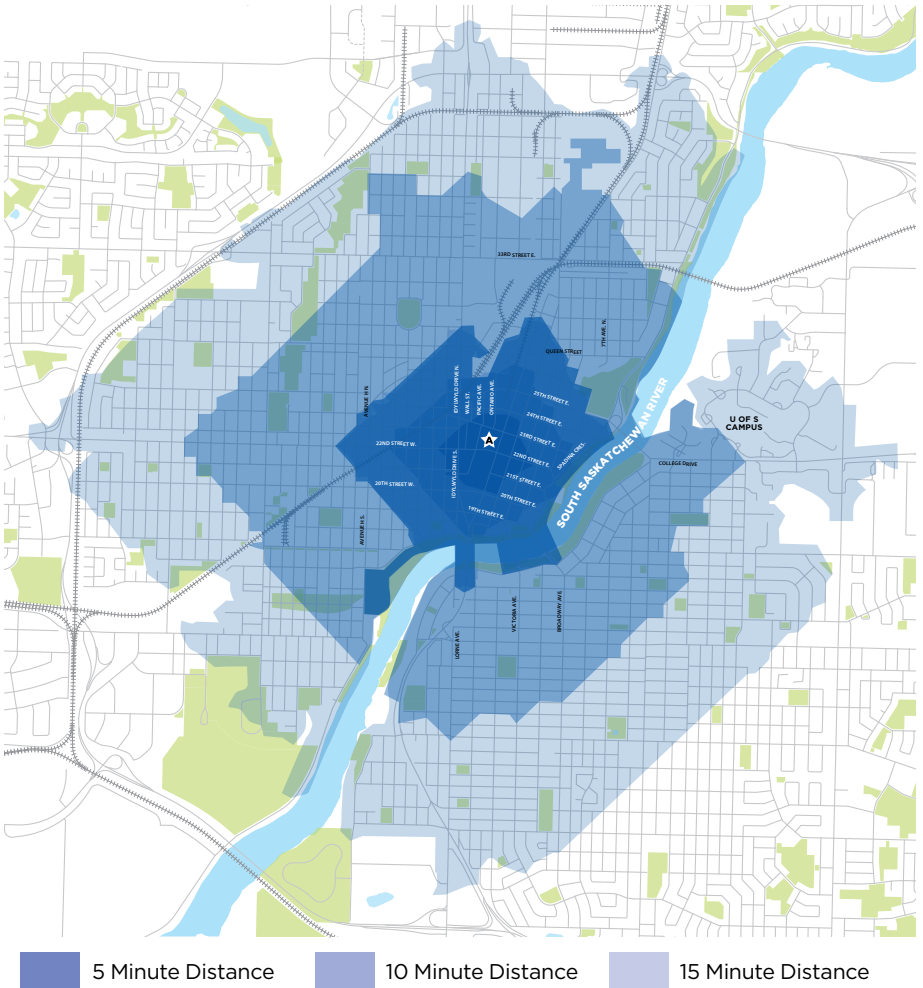 33RD STREET E.
7TH AVE. N.
QUEEN STREET
IDYLWYLD DRIVE N.
WALL ST.
PACIFIC AVE.
ONTARIO AVE.
AVENUE H N.
25TH STREET E.
24TH STREET E.
23RD STREET E.
22ND STREET E.
21ST STREET E.
20TH STREET E.
19TH STREET E.
SPADINA CRES.
A
22ND STREET W.
20TH STREET W.
IDYLWYLD DRIVE S.
AVENUE H S.
SOUTH SASKATCHEWAN RIVER
U OF S
CAMPUS
COLLEGE DRIVE
LORNE AVE.
VICTORIA AVE.
BROADWAY AVE.
5 Minute Distance
10 Minute Distance
15 Minute Distance